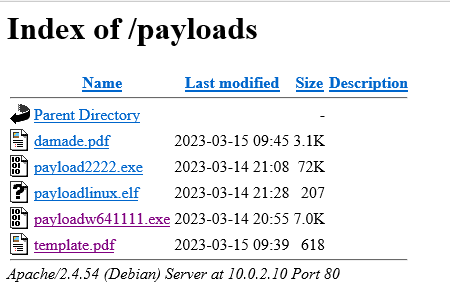 Index of /payloads
Name Last modified Size Description
Parent Directory -
damade.pdf 2023-03-15 09:45 3.1K
payload2222.exe 2023-03-14 21:08 72K
payloadlinux.elf 2023-03-14 21:28 207
payloadw641111.exe 2023-03-14 20:55 7.0K
template.pdf 2023-03-15 09:39 618
Apache/2.4.54 (Debian) Server at 10.0.2.10 Port 80